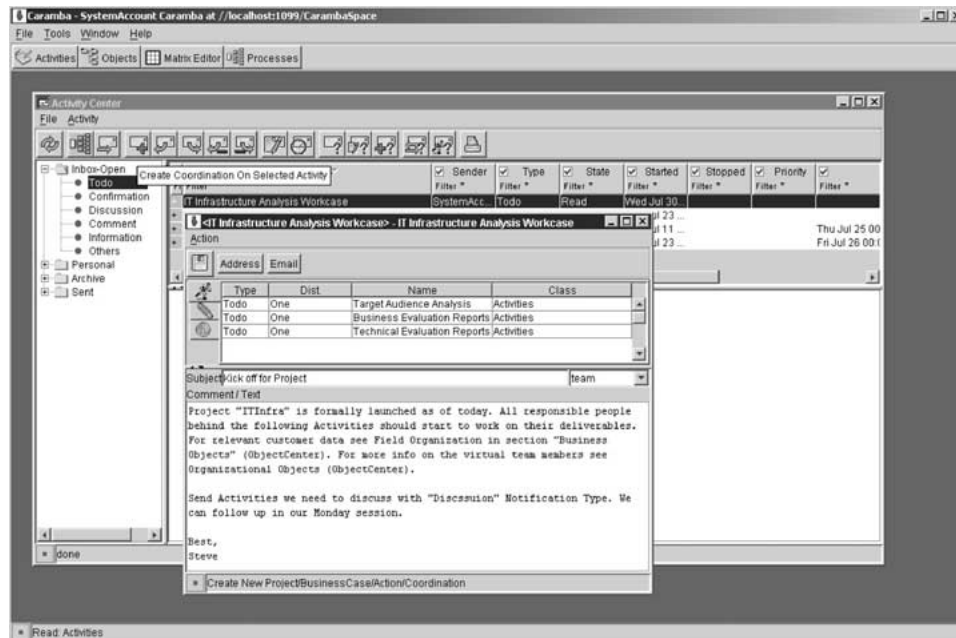 Caramba - SystemAccount Caramba at //localhost:1099/CarambaSpace
File Tools Window Help
Activities Objects Matrix Editor Processes
Activity Center
File Activity
Inbox-Open
Create Coordination On Selected Activity
Sender Type State Started Stopped Priority
Filter Filter * Filter * Filter * Filter * Filter * Filter * Filter *
Todo
Confirmation
Discussion
Comment
Information
Others
Personal
Archive
Sent
IT Infrastructure Analysis Workcase SystemAcc... Todo Read Wed Jul 30...
Jul 23 ...
Jul 11 ... Thu Jul 25 00
Jul 23 ... Fri Jul 26 00:(
<IT Infrastructure Analysis Workcase> - IT Infrastructure Analysis Workcase
Action
Address Email
Type Dist. Name Class
Todo One Target Audience Analysis Activities
Todo One Business Evaluation Reports Activities
Todo One Technical Evaluation Reports Activities
Subject Kick off for Project team
Comment / Text
Project "ITInfra" is formally launched as of today. All responsible people
behind the following Activities should start to work on their deliverables.
For relevant customer data see Field Organization in section "Business
Objects" (ObjectCenter). For more info on the virtual team members see
Organizational Objects (ObjectCenter).
Send Activities we need to discuss with "Discssuion" Notification Type. We
can follow up in our Monday session.
Best,
Steve
done
Create New Project/BusinessCase/Action/Coordination
Read: Activities